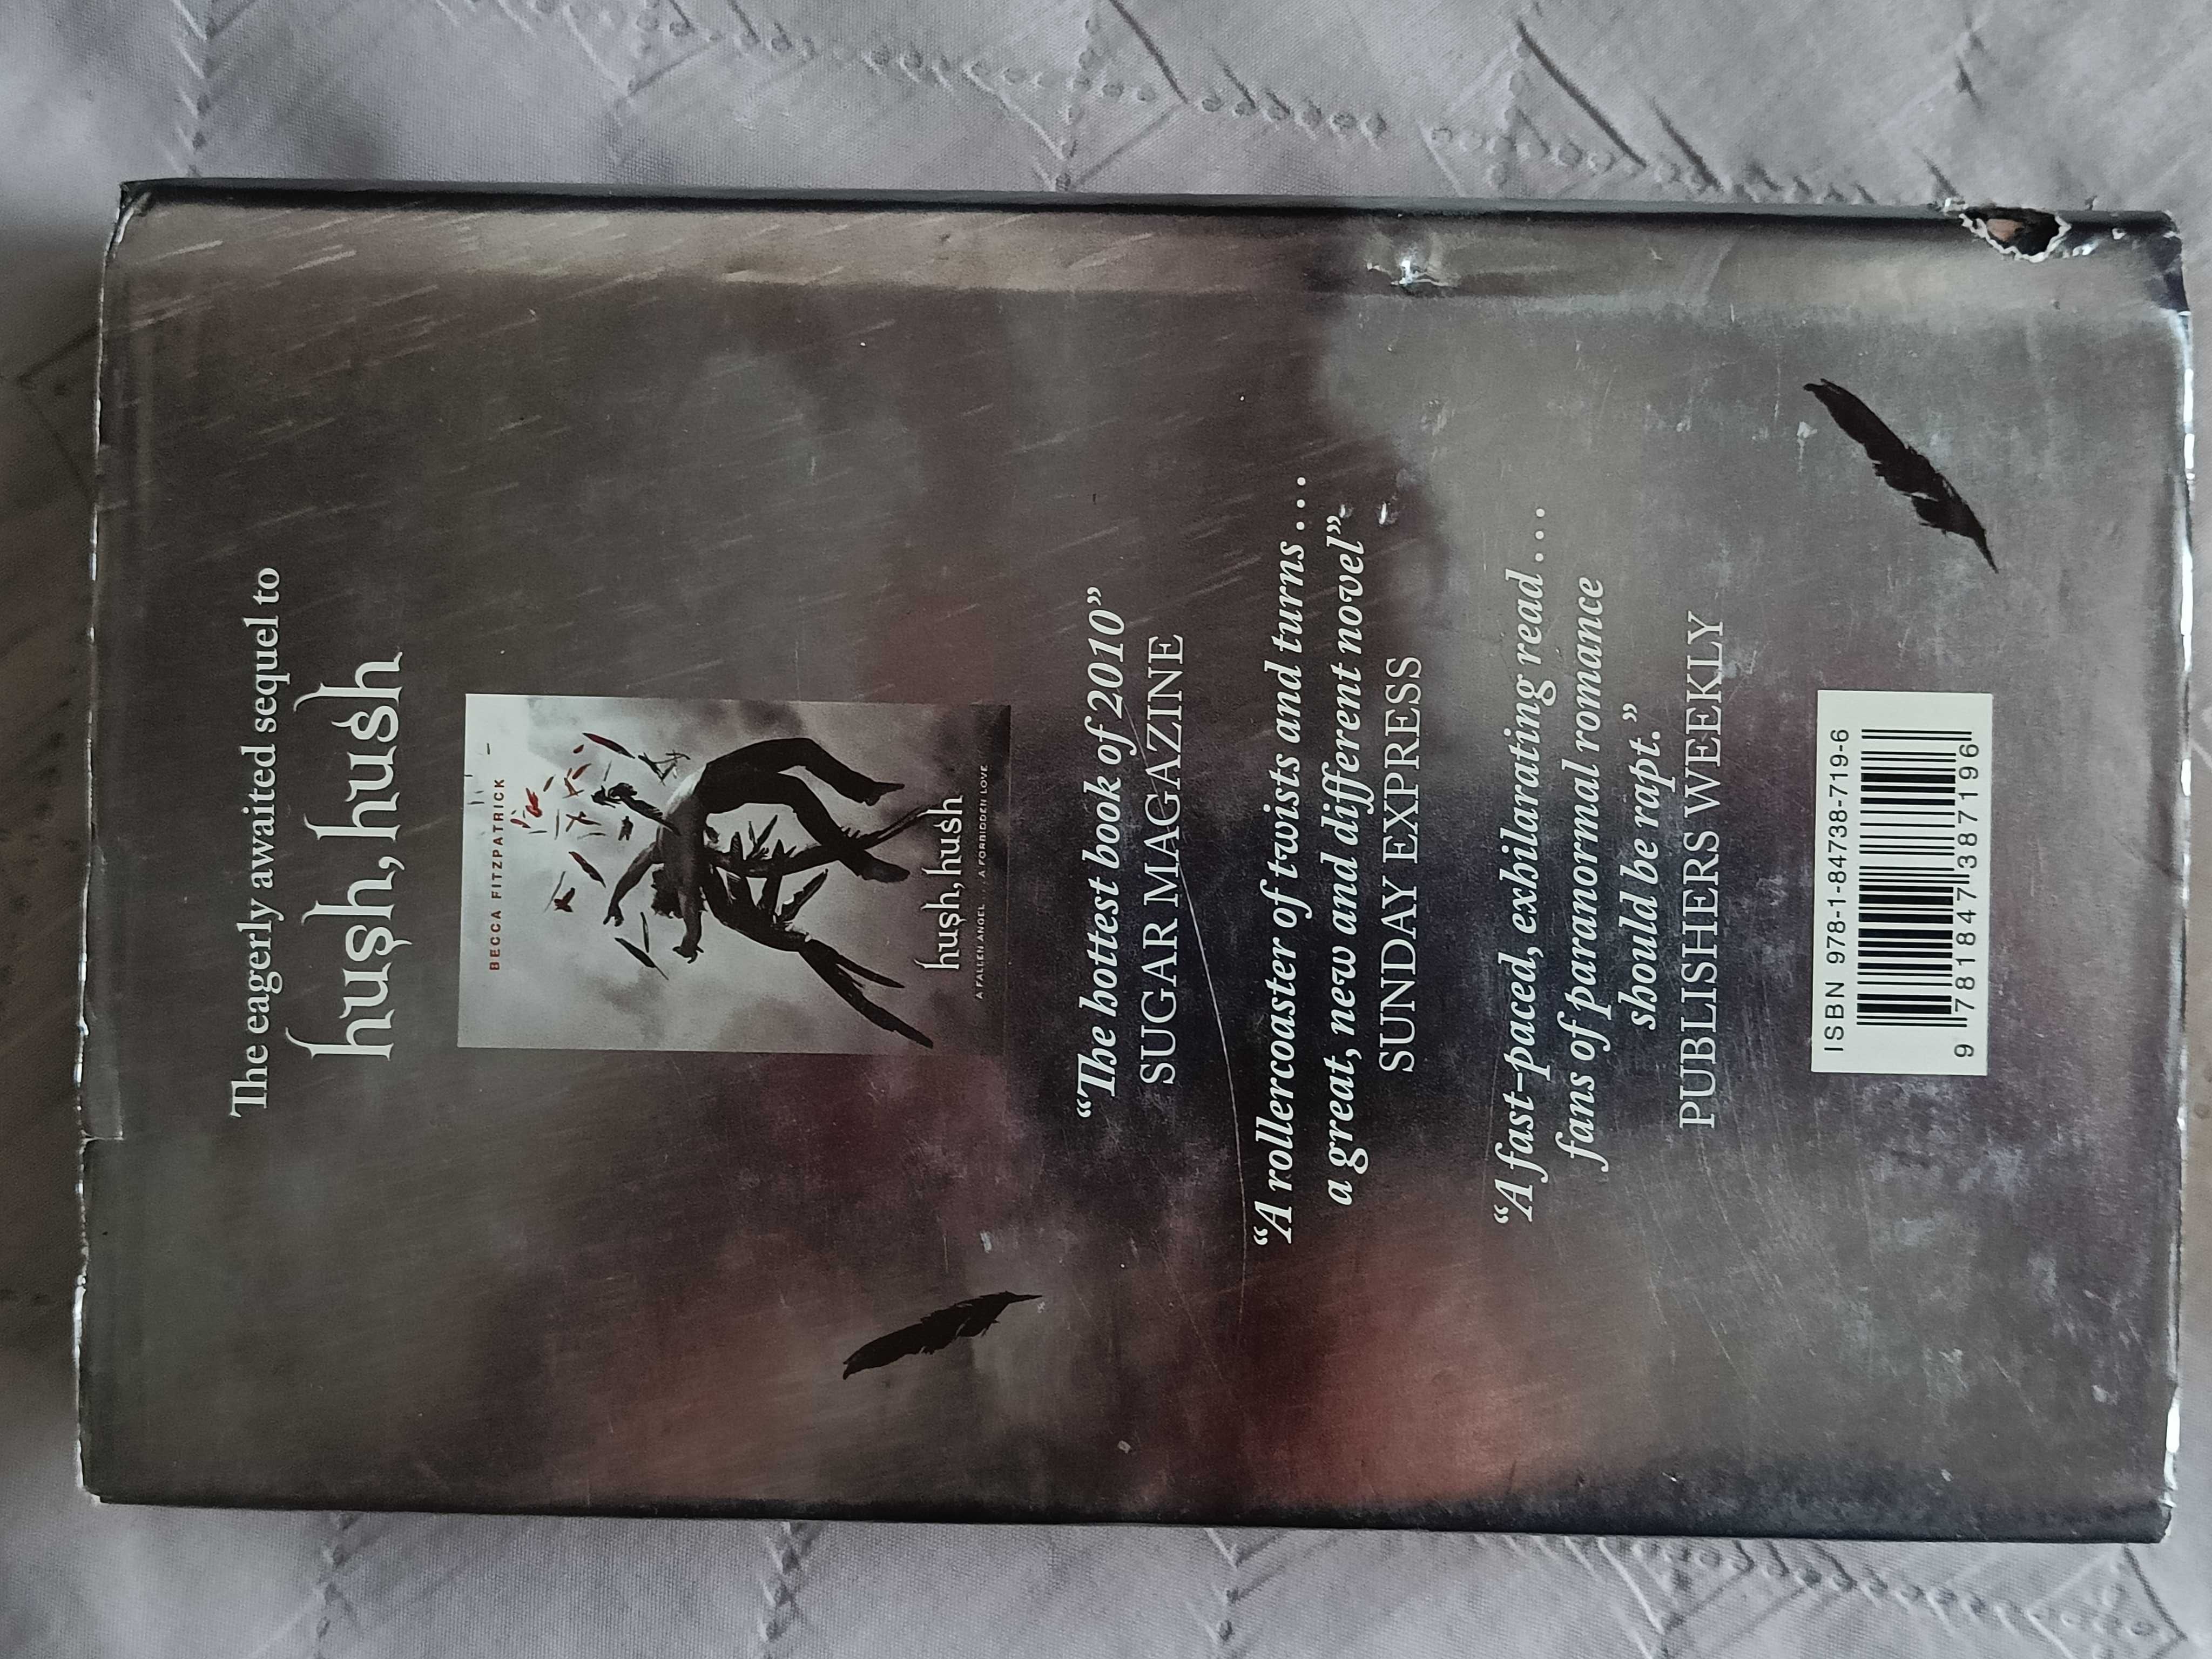 The eagerly awaited sequel to
hush, hush
BECCA FITZPATRICK
hush, hush
A FALLEN ANGEL . . . A FORBIDDEN LOVE
“The hottest book of 2010”
SUGAR MAGAZINE
“A rollercoaster of twists and turns . . .
a great, new and different novel”
SUNDAY EXPRESS
“A fast-paced, exhilarating read . . .
fans of paranormal romance
should be rapt.”
PUBLISHERS WEEKLY
ISBN 978-1-84738-719-6
9 781847 387196